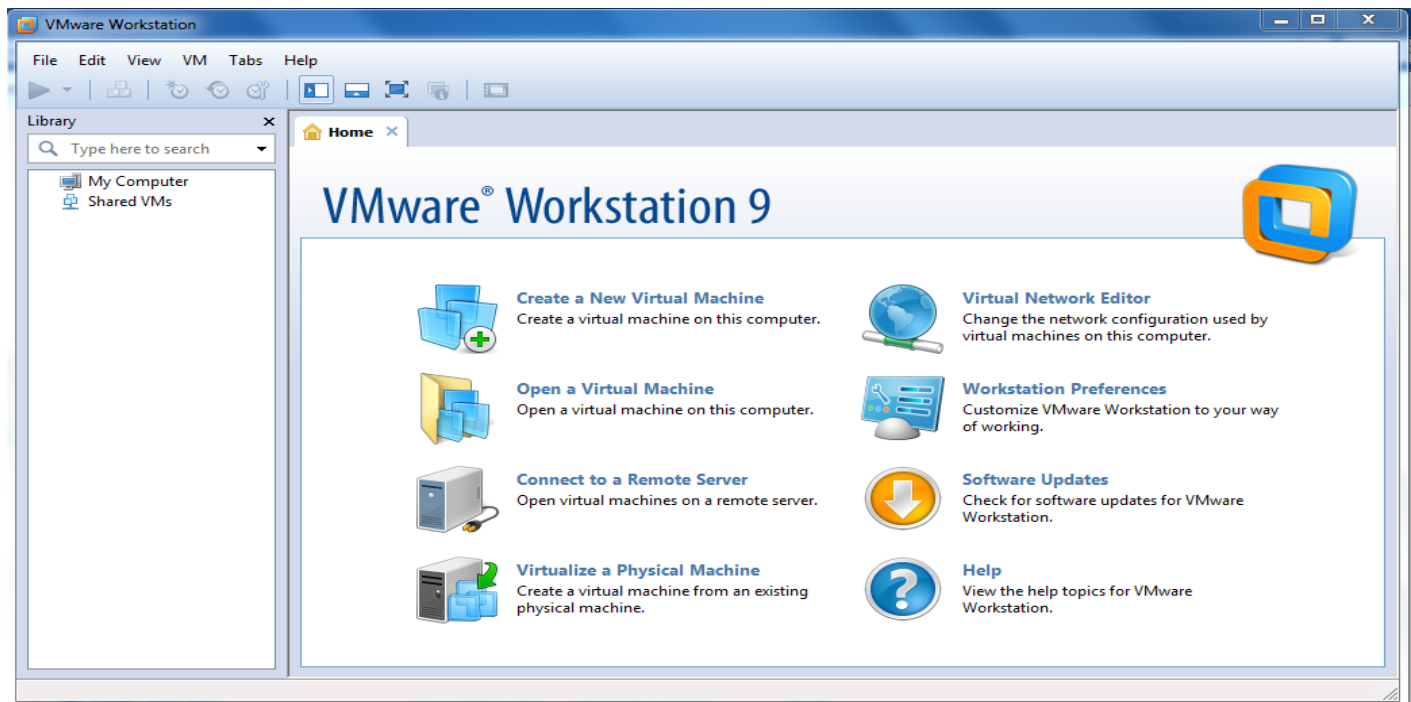 VMware Workstation
File Edit View VM Tabs Help
Library
Type here to search
My Computer
Shared VMs
Home
VMware® Workstation 9
Create a New Virtual Machine
Create a virtual machine on this computer.
Open a Virtual Machine
Open a virtual machine on this computer.
Connect to a Remote Server
Open virtual machines on a remote server.
Virtualize a Physical Machine
Create a virtual machine from an existing
physical machine.
Virtual Network Editor
Change the network configuration used by
virtual machines on this computer.
Workstation Preferences
Customize VMware Workstation to your way
of working.
Software Updates
Check for software updates for VMware
Workstation.
Help
View the help topics for VMware
Workstation.